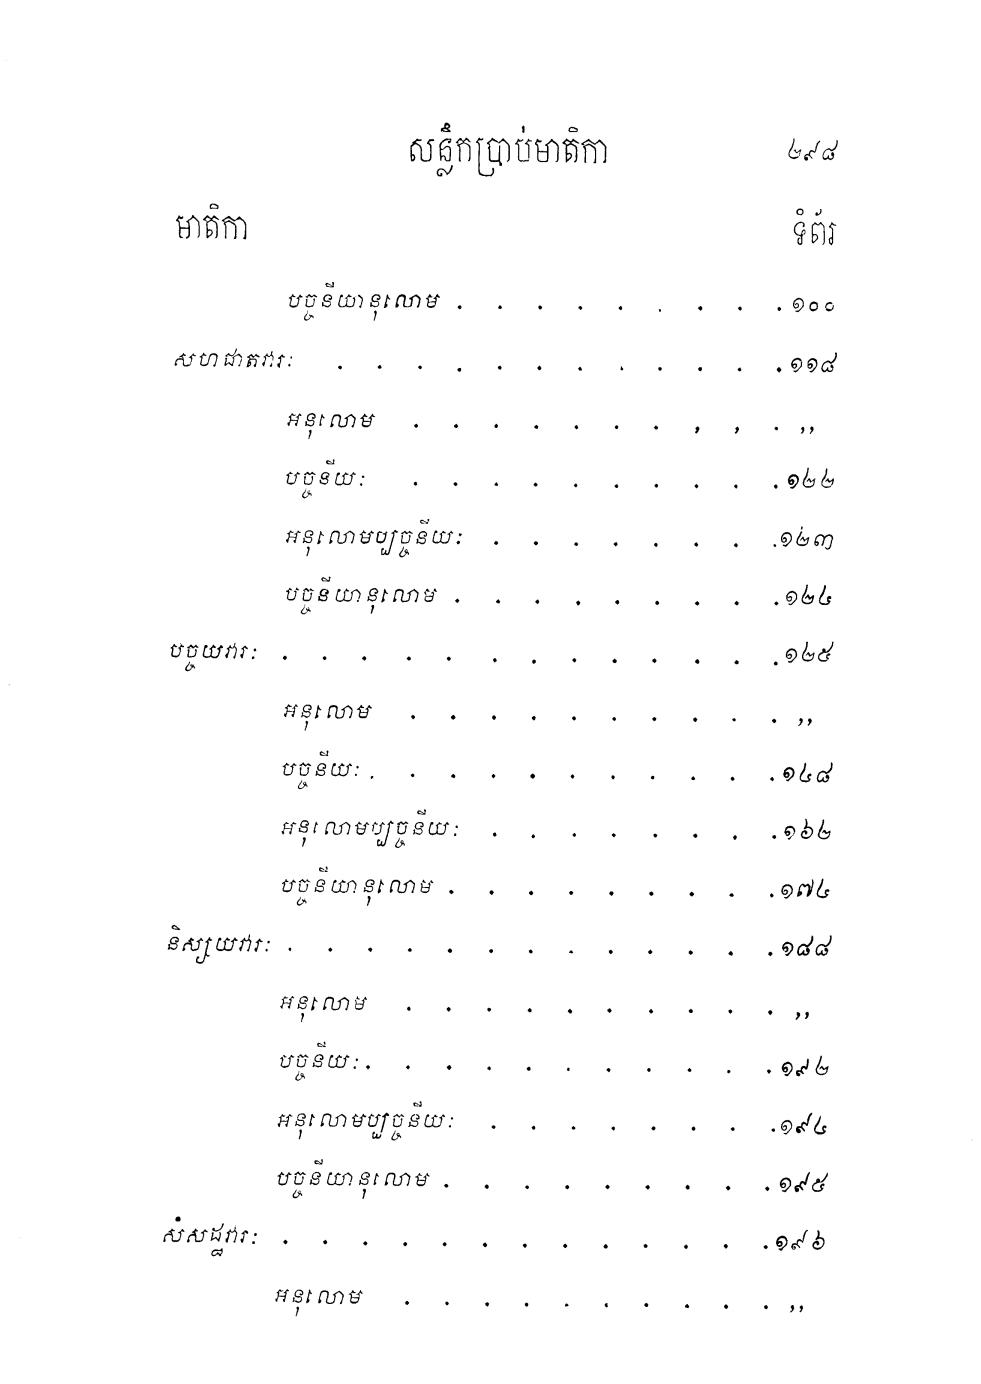 សន្លឹកប្រាប់មាតិកា ២៩៨
មាតិកា ទំព័រ
បច្ចនីយានុលោម . . . . . . . . . ១០០
សហជាតវារៈ . . . . . . . . . . . . ១១៨
អនុលោម . . . . . . . , , . ,,
បច្ចនីយៈ . . . . . . . . . . ១២២
អនុលោមប្បច្ចនីយៈ . . . . . . . . ១២៣
បច្ចនីយានុលោម . . . . . . . . . ១២៤
បច្ចយវារៈ . . . . . . . . . . . . . ១២៥
អនុលោម . . . . . . . . . . ,,
បច្ចនីយៈ . . . . . . . . . . . ១៤៨
អនុលោមប្បច្ចនីយៈ . . . . . . . . ១៦២
បច្ចនីយានុលោម . . . . . . . . . ១៧៤
និស្សយវារៈ . . . . . . . . . . . . . ១៨៨
អនុលោម . . . . . . . . . . ,,
បច្ចនីយៈ . . . . . . . . . . . ១៩២
អនុលោមប្បច្ចនីយៈ . . . . . . . . ១៩៤
បច្ចនីយានុលោម . . . . . . . . . ១៩៥
សំសដ្ឋវារៈ . . . . . . . . . . . . . ១៩៦
អនុលោម . . . . . . . . . . ,,